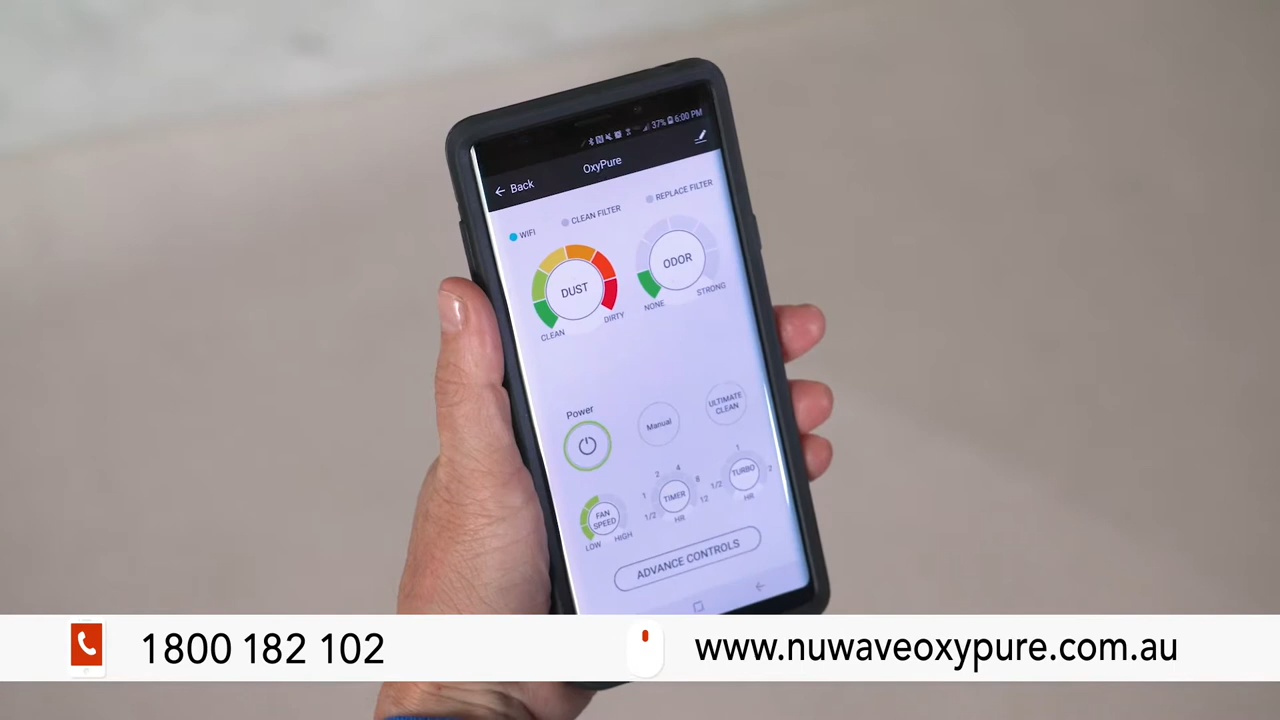 37% 6:00 PM
Back
OxyPure
WIFI
CLEAN FILTER
REPLACE FILTER
DUST
CLEAN
DIRTY
ODOR
NONE
STRONG
Power
Manual
ULTIMATE
CLEAN
FAN
SPEED
LOW
HIGH
TIMER
1/2
1
2
4
8
12
HR
TURBO
1/2
1
2
HR
ADVANCE CONTROLS
1800 182 102
www.nuwaveoxypure.com.au